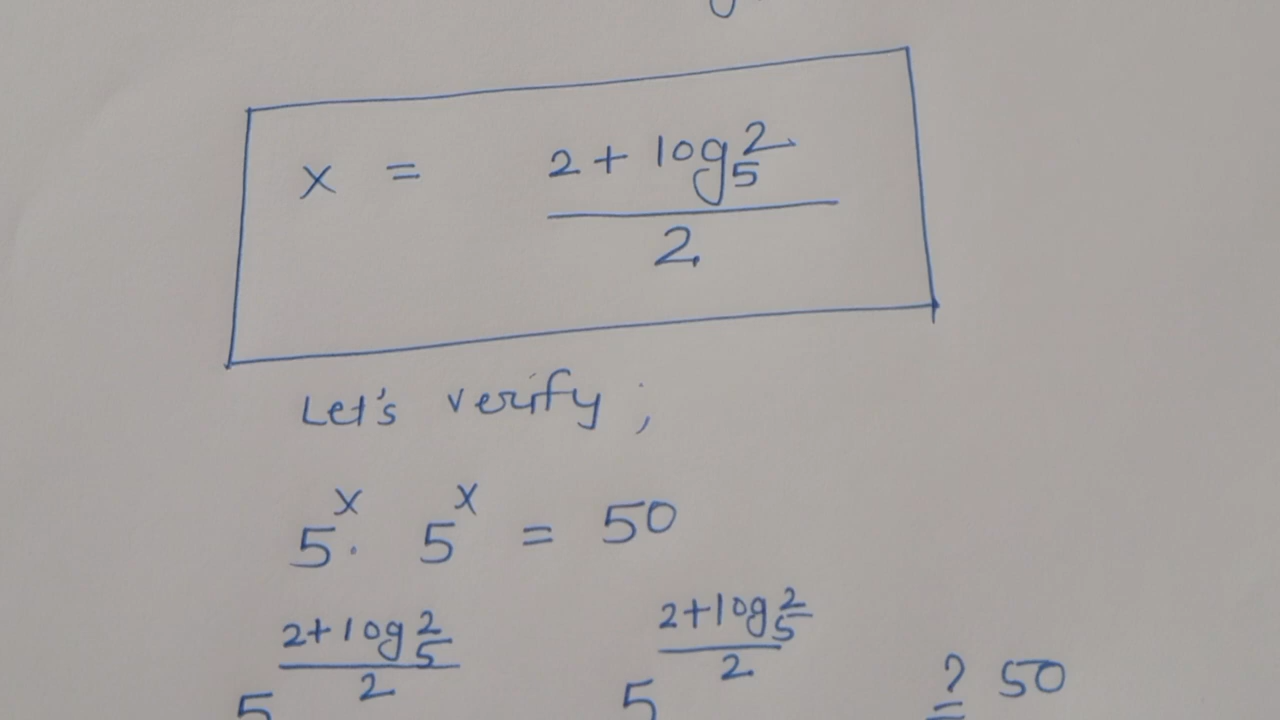 x = (2 + log₅2)/2
Let's verify;
5^x . 5^x = 50
5^((2+log₅2)/2) 5^((2+log₅2)/2) ≟ 50